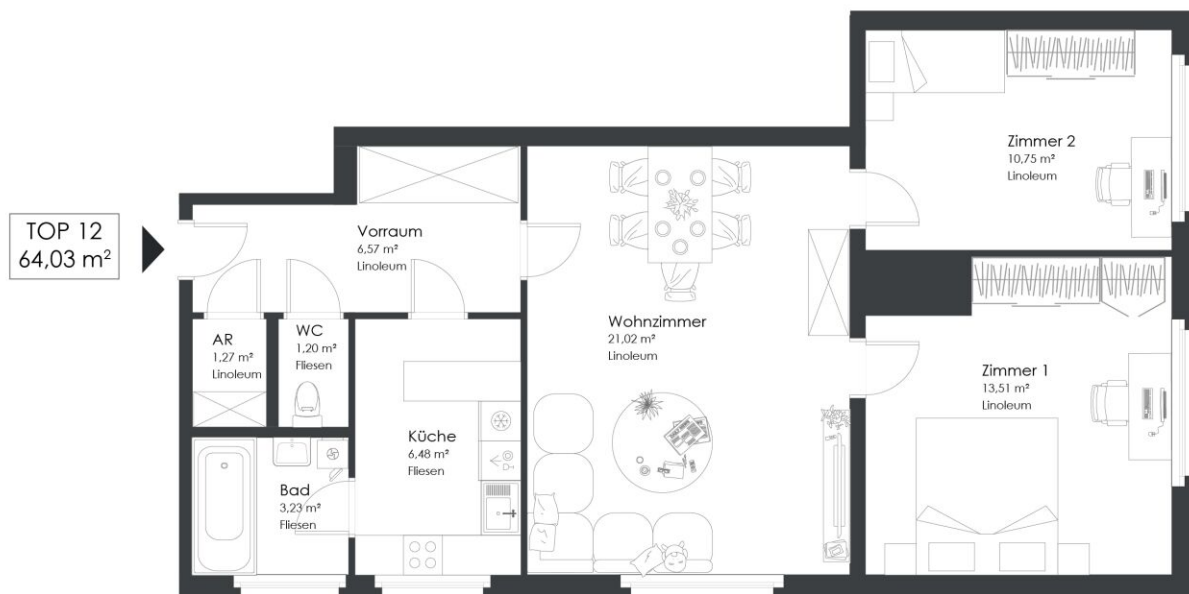 TOP 12
64,03 m²
Vorraum
6,57 m²
Linoleum
AR
1,27 m²
Linoleum
WC
1,20 m²
Fliesen
Küche
6,48 m²
Fliesen
Bad
3,23 m²
Fliesen
Wohnzimmer
21,02 m²
Linoleum
Zimmer 2
10,75 m²
Linoleum
Zimmer 1
13,51 m²
Linoleum